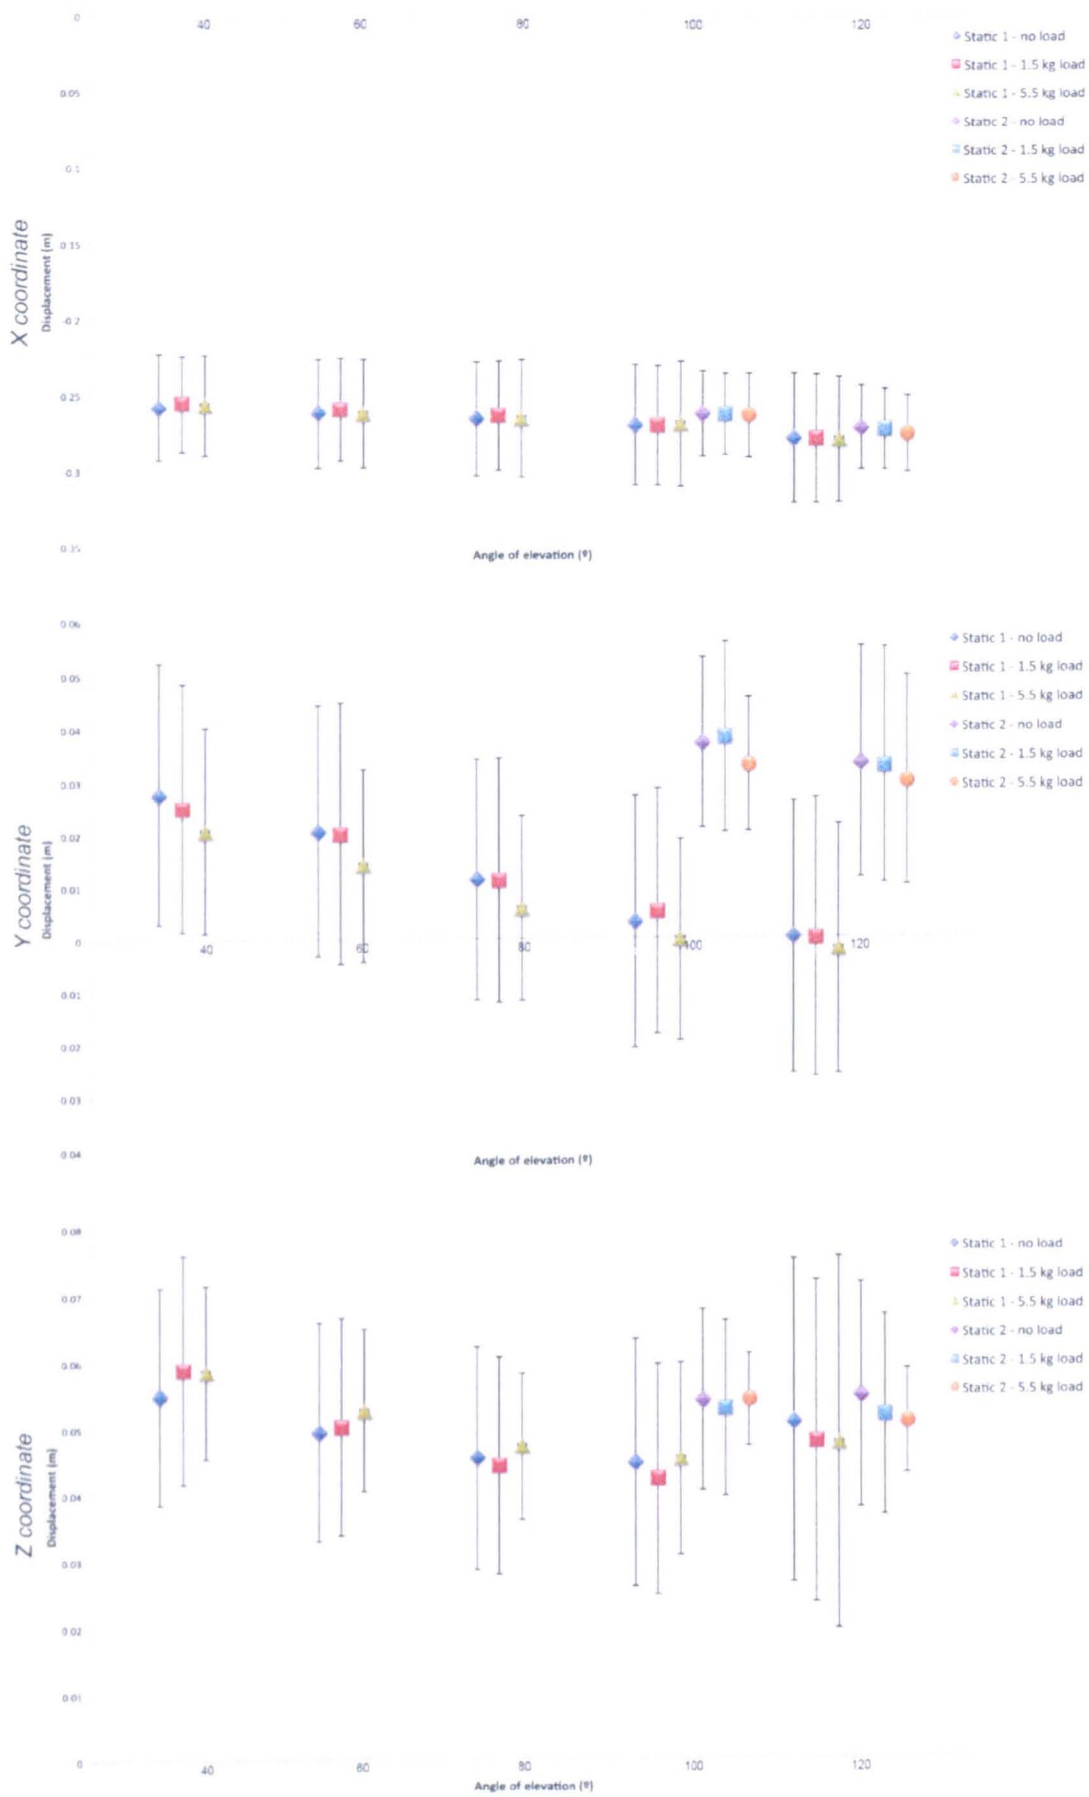 0
40
60
80
100
120
0.05
0.1
0.15
-0.2
0.25
0.3
0.35
X coordinate
Displacement (m)
Angle of elevation (º)
Static 1 - no load
Static 1 - 1.5 kg load
Static 1 - 5.5 kg load
Static 2 - no load
Static 2 - 1.5 kg load
Static 2 - 5.5 kg load
0.06
0.05
0.04
0.03
0.02
0.01
0
40
60
80
100
120
0.01
0.02
0.03
0.04
Y coordinate
Displacement (m)
Angle of elevation (º)
Static 1 - no load
Static 1 - 1.5 kg load
Static 1 - 5.5 kg load
Static 2 - no load
Static 2 - 1.5 kg load
Static 2 - 5.5 kg load
0.08
0.07
0.06
0.05
0.04
0.03
0.02
0.01
0
40
60
80
100
120
Z coordinate
Displacement (m)
Angle of elevation (º)
Static 1 - no load
Static 1 - 1.5 kg load
Static 1 - 5.5 kg load
Static 2 - no load
Static 2 - 1.5 kg load
Static 2 - 5.5 kg load